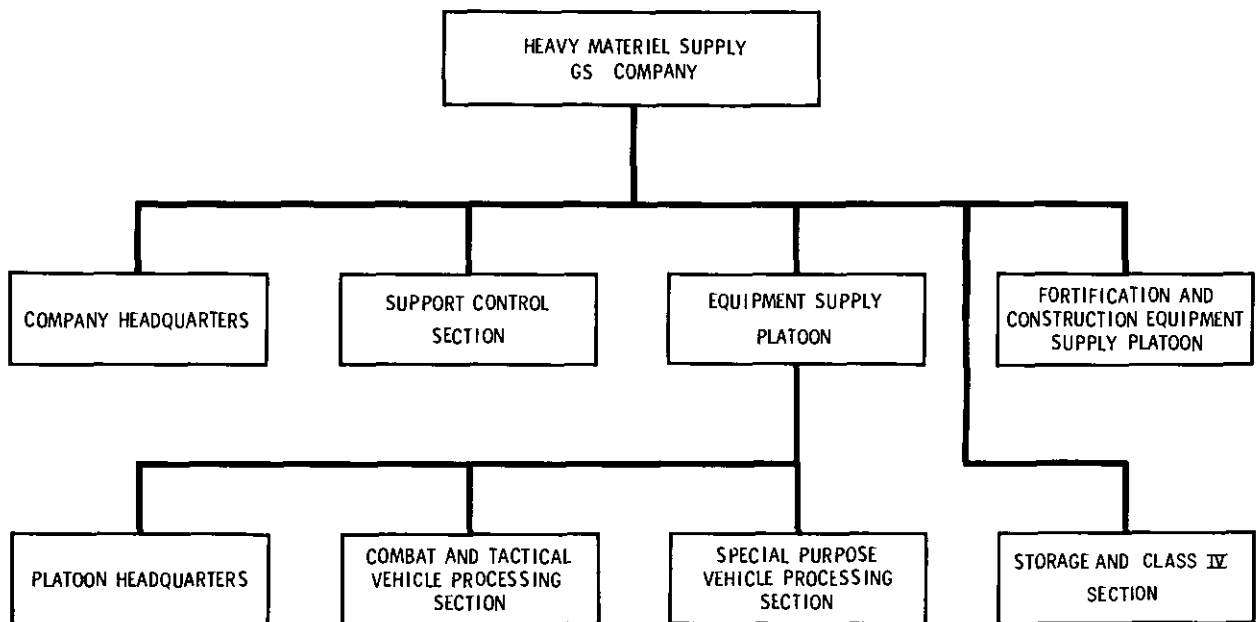 HEAVY MATERIEL SUPPLY
GS COMPANY
COMPANY HEADQUARTERS
SUPPORT CONTROL
SECTION
EQUIPMENT SUPPLY
PLATOON
FORTIFICATION AND
CONSTRUCTION EQUIPMENT
SUPPLY PLATOON
PLATOON HEADQUARTERS
COMBAT AND TACTICAL
VEHICLE PROCESSING
SECTION
SPECIAL PURPOSE
VEHICLE PROCESSING
SECTION
STORAGE AND CLASS IV
SECTION